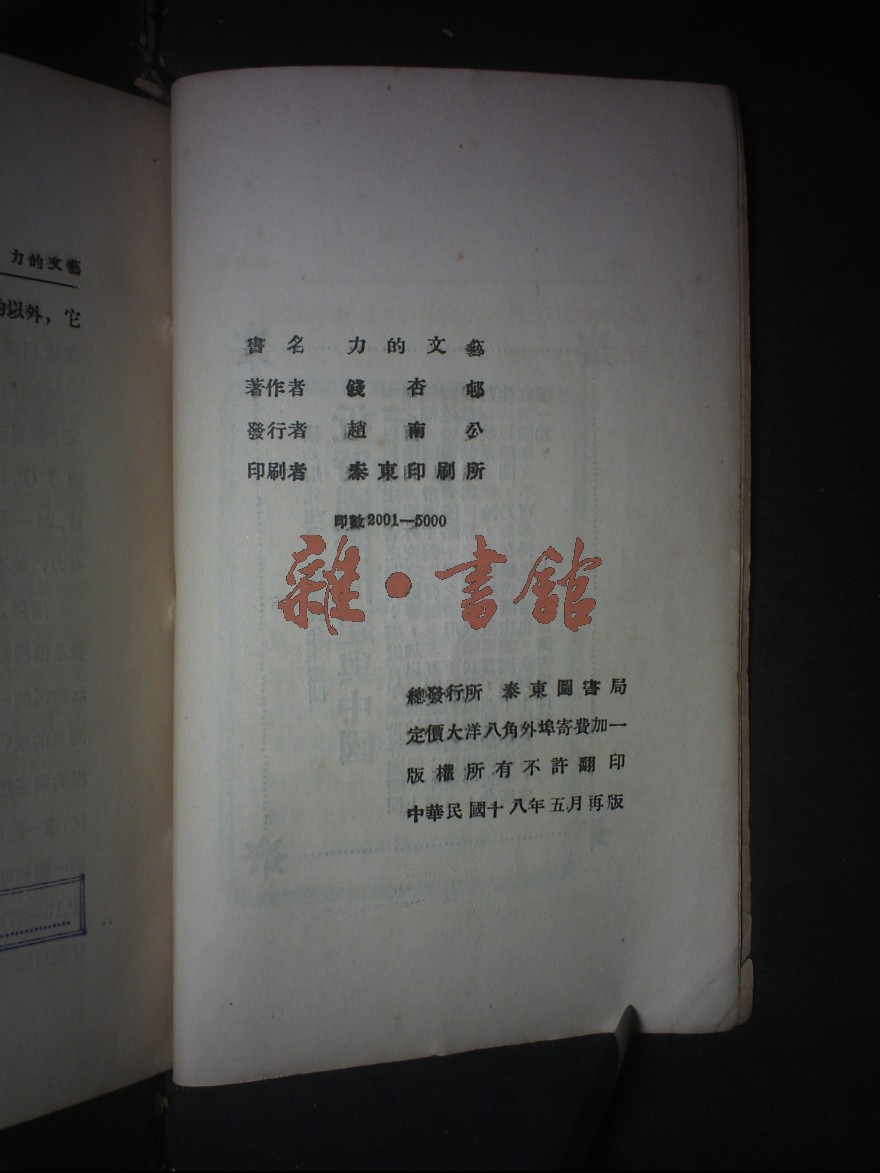 力的文藝
的以外，它
書名 力的文藝
著作者 錢杏邨
發行者 趙南公
印刷者 泰東印刷所
印數2001—5000
雜·書館
總發行所 泰東圖書局
定價大洋八角外埠寄費加一
版權所有不許翻印
中華民國十八年五月再版